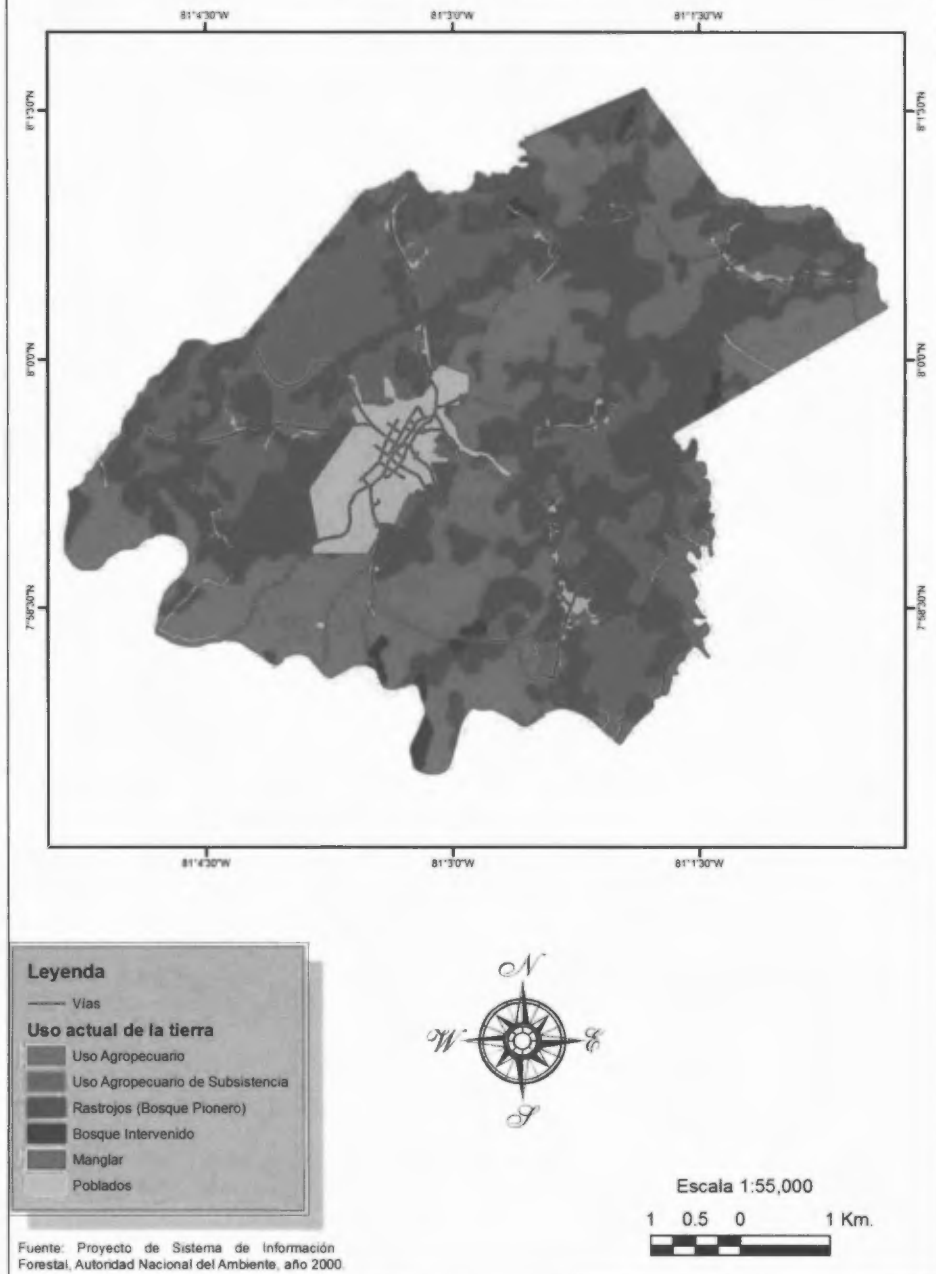 81°4'30"W 81°3'0"W 81°1'30"W
8°1'30"N 8°1'30"N
8°0'0"N 8°0'0"N
7°58'30"N 7°58'30"N
81°4'30"W 81°3'0"W 81°1'30"W
Leyenda
Vías
Uso actual de la tierra
Uso Agropecuario
Uso Agropecuario de Subsistencia
Rastrojos (Bosque Pionero)
Bosque Intervenido
Manglar
Poblados
N
W E
S
Escala 1:55,000
1 0.5 0 1 Km.
Fuente: Proyecto de Sistema de Información
Forestal, Autoridad Nacional del Ambiente, año 2000.